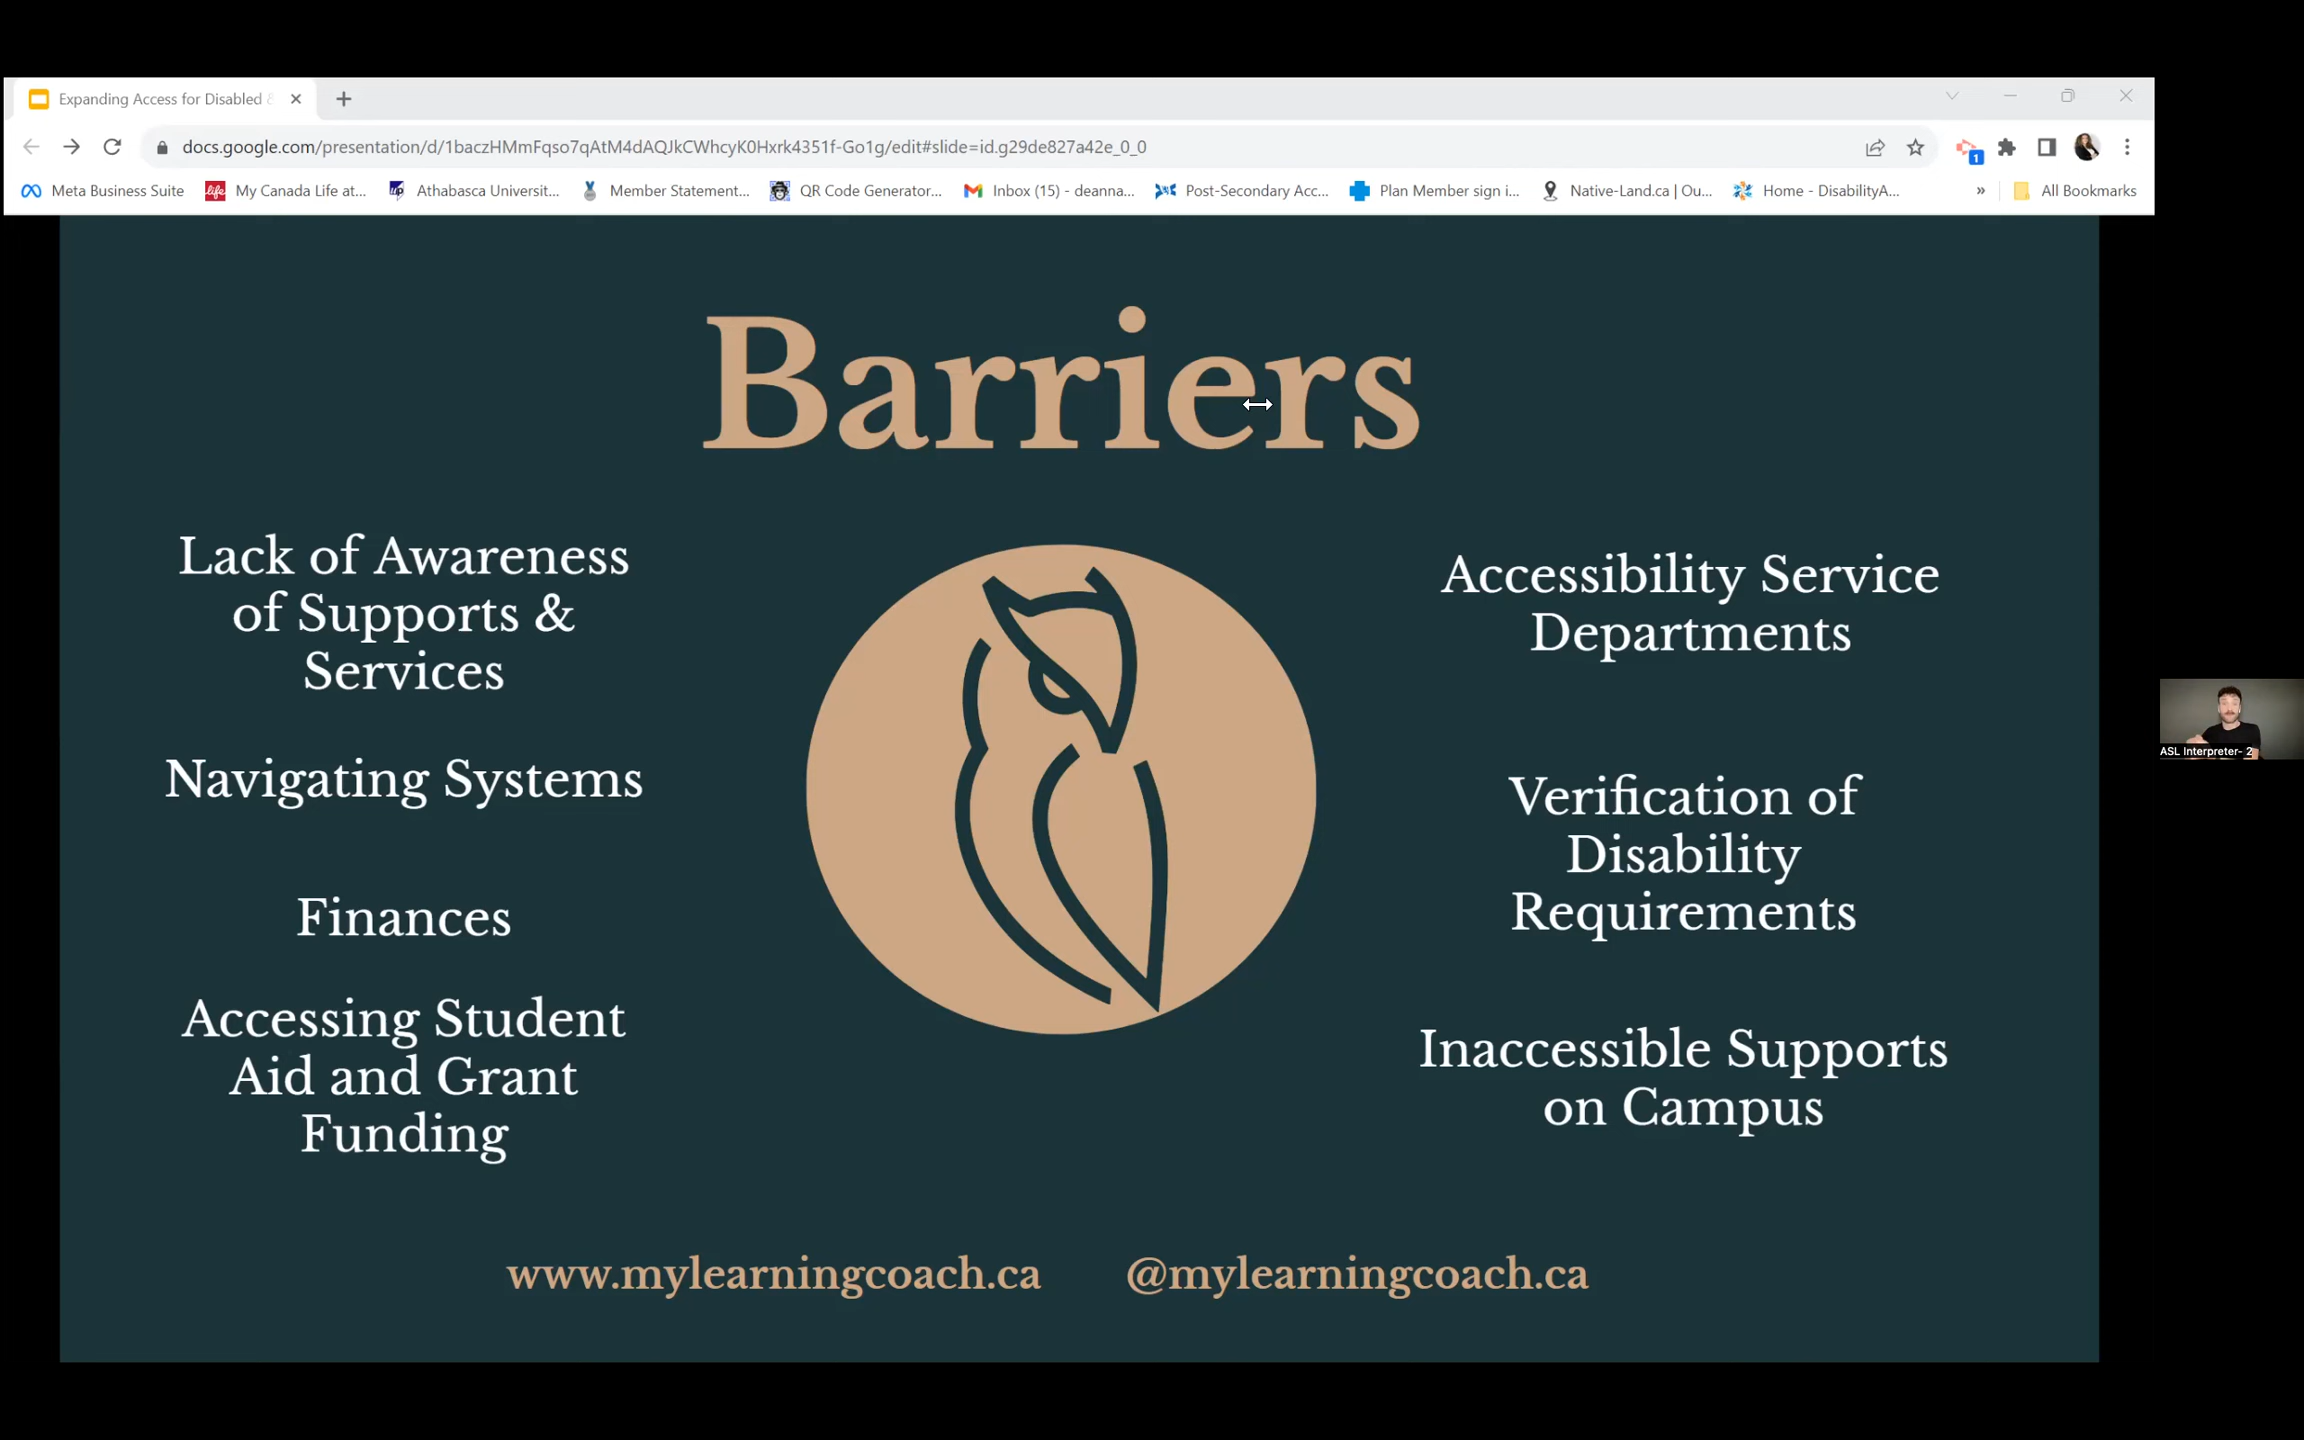 Expanding Access for Disabled &
docs.google.com/presentation/d/1baczHMmFqso7qAtM4dAQJkCWhcyK0Hxrk4351f-Go1g/edit#slide=id.g29de827a42e_0_0
1
Meta Business Suite
life
My Canada Life at...
Athabasca Universit...
Member Statement...
QR Code Generator...
Inbox (15) - deanna...
Post-Secondary Acc...
Plan Member sign i...
Native-Land.ca | Ou...
Home - DisabilityA...
»
All Bookmarks
Barriers
Lack of Awareness
of Supports &
Services
Navigating Systems
Finances
Accessing Student
Aid and Grant
Funding
Accessibility Service
Departments
Verification of
Disability
Requirements
Inaccessible Supports
on Campus
www.mylearningcoach.ca
@mylearningcoach.ca
ASL Interpreter- 2